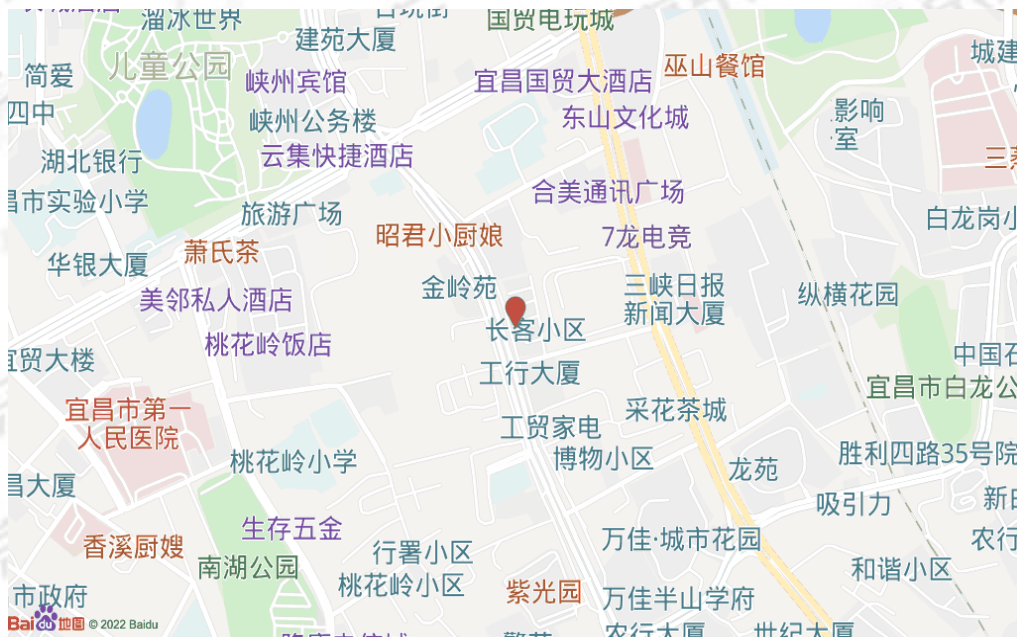 溜冰世界
国贸电玩城
建苑大厦
儿童公园
城建
巫山餐馆
简爱
峡州宾馆
宜昌国贸大酒店
四中
影响
室
峡州公务楼
东山文化城
湖北银行
云集快捷酒店
昌市实验小学
合美通讯广场
旅游广场
白龙岗小
昭君小厨娘
7龙电竞
萧氏茶
华银大厦
金岭苑
三峡日报
新闻大厦
纵横花园
美邻私人酒店
长客小区
桃花岭饭店
宜贸大楼
中国石
工行大厦
宜昌市白龙公
宜昌市第一
人民医院
采花茶城
工贸家电
博物小区
胜利四路35号院
桃花岭小学
龙苑
昌大厦
吸引力
生存五金
万佳·城市花园
农行
香溪厨嫂
行署小区
南湖公园
和谐小区
桃花岭小区
紫光园
市政府
万佳半山学府
农行大厦
世纪大厦
Bai du 地图 © 2022 Baidu